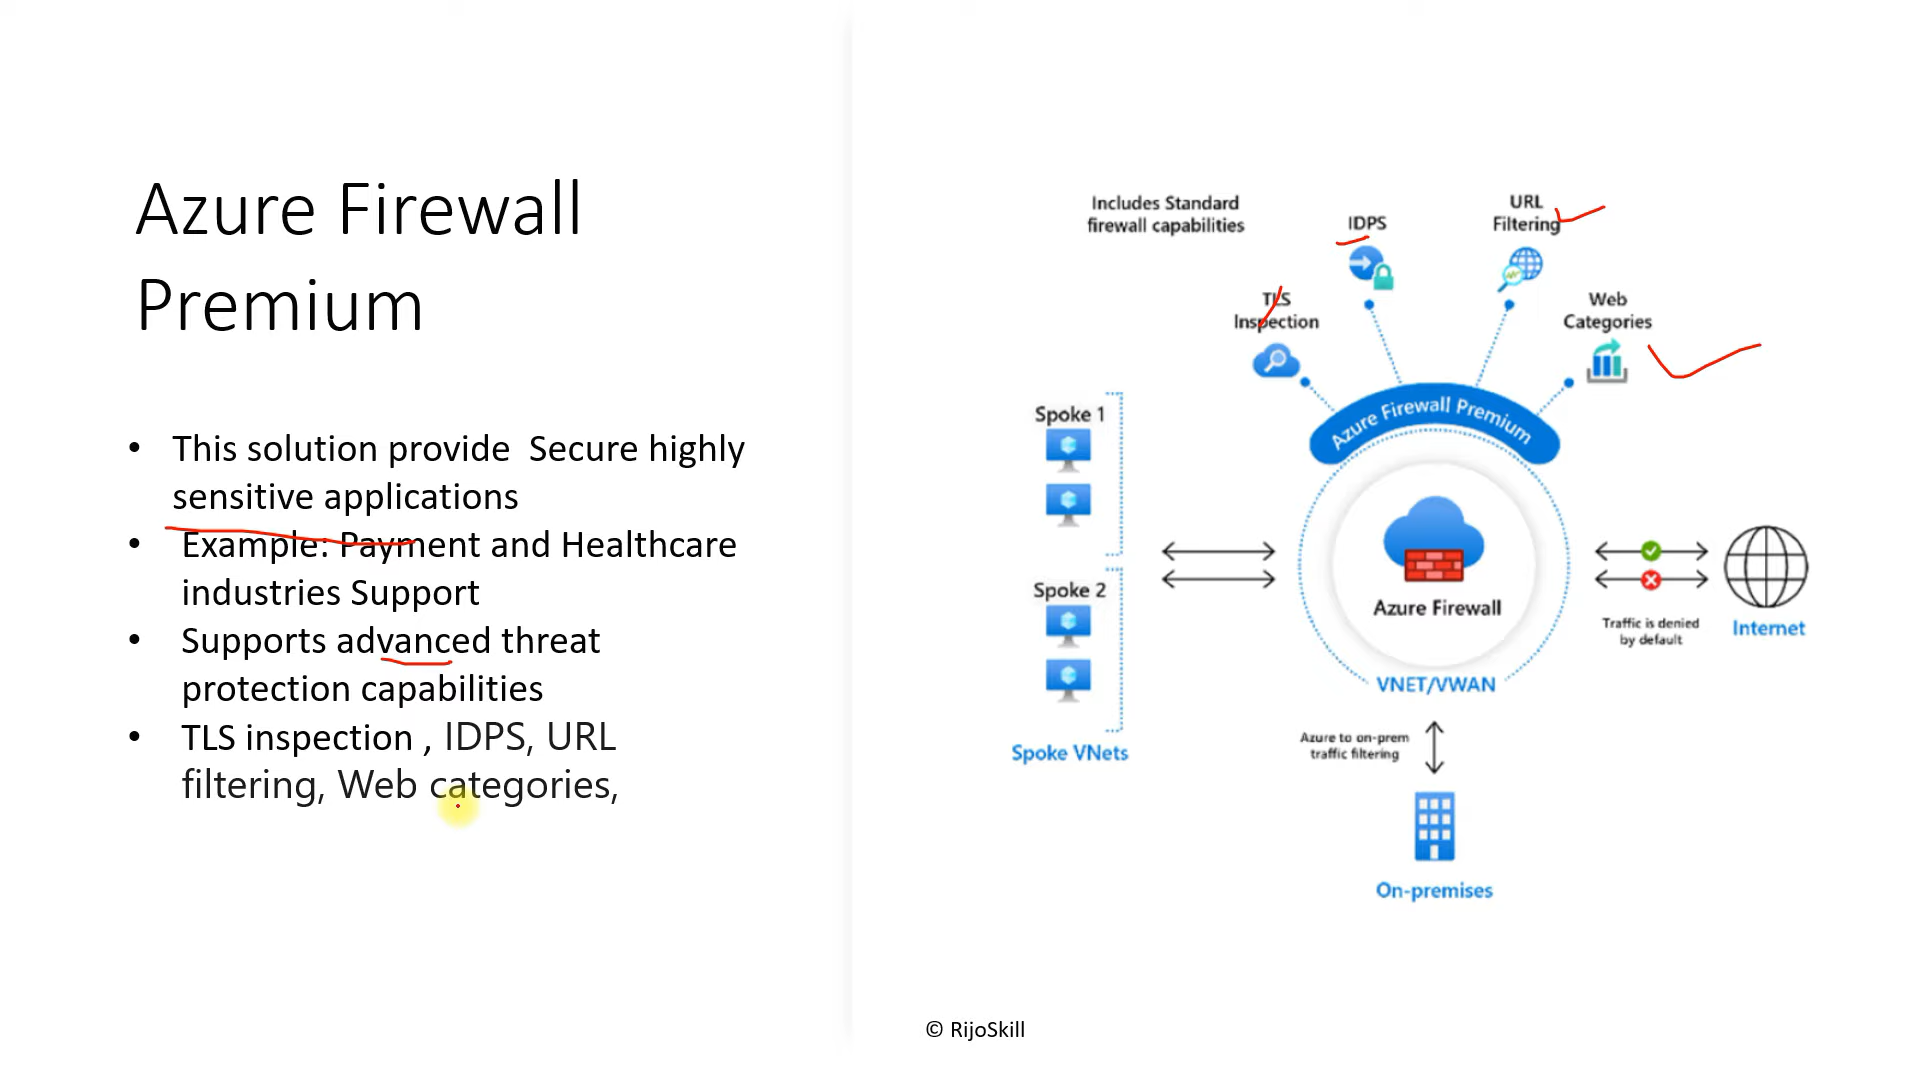 Azure Firewall
Premium
• This solution provide  Secure highly
sensitive applications
• Example: Payment and Healthcare
industries Support
• Supports advanced threat
protection capabilities
• TLS inspection , IDPS, URL
filtering, Web categories,
Includes Standard
firewall capabilities
IDPS
URL
Filtering
TLS
Inspection
Web
Categories
Azure Firewall Premium
Spoke 1
Spoke 2
Spoke VNets
Azure Firewall
VNET/VWAN
Traffic is denied
by default
Internet
Azure to on-prem
traffic filtering
On-premises
© RijoSkill